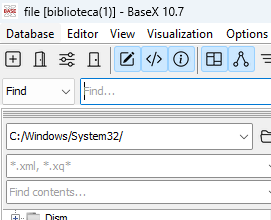 BASE
file [biblioteca(1)] - BaseX 10.7
Database Editor View Visualization Options
Find Find...
C:/Windows/System32/
*.xml, *.xq*
Find contents...
Dism